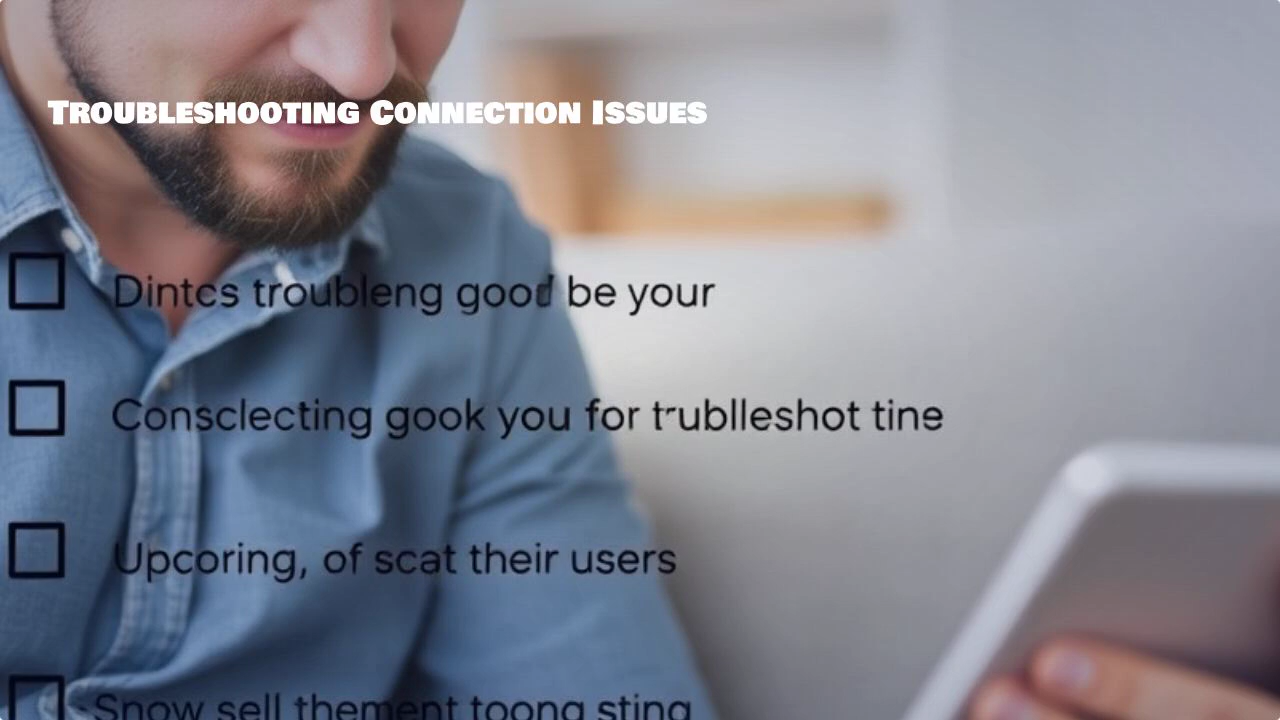 Troubleshooting Connection Issues
Dintcs troubleng good be your
Consclecting gook you for trublleshot tine
Upcoring, of scat their users
Snow sell thement toong sting